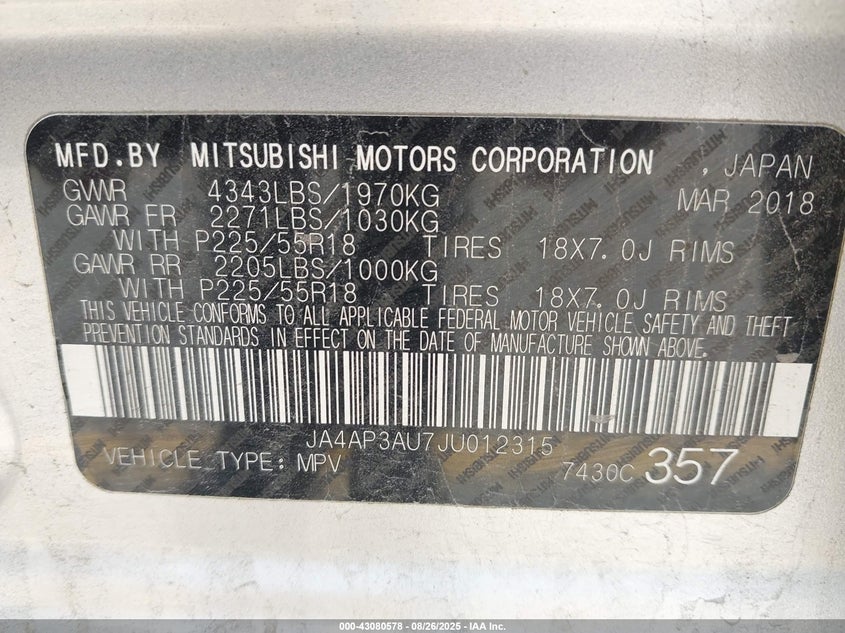 MFD.BY MITSUBISHI MOTORS CORPORATION , JAPAN
GVWR 4343LBS/1970KG MAR 2018
GAWR FR 2271LBS/1030KG
WITH P225/55R18 TIRES 18X7.0J RIMS
GAWR RR 2205LBS/1000KG
WITH P225/55R18 TIRES 18X7.0J RIMS
THIS VEHICLE CONFORMS TO ALL APPLICABLE FEDERAL MOTOR VEHICLE SAFETY AND THEFT
PREVENTION STANDARDS IN EFFECT ON THE DATE OF MANUFACTURE SHOWN ABOVE.
JA4AP3AU7JU012315
VEHICLE TYPE: MPV 7430C 357
000-43080578 - 08/26/2025 - IAA Inc.